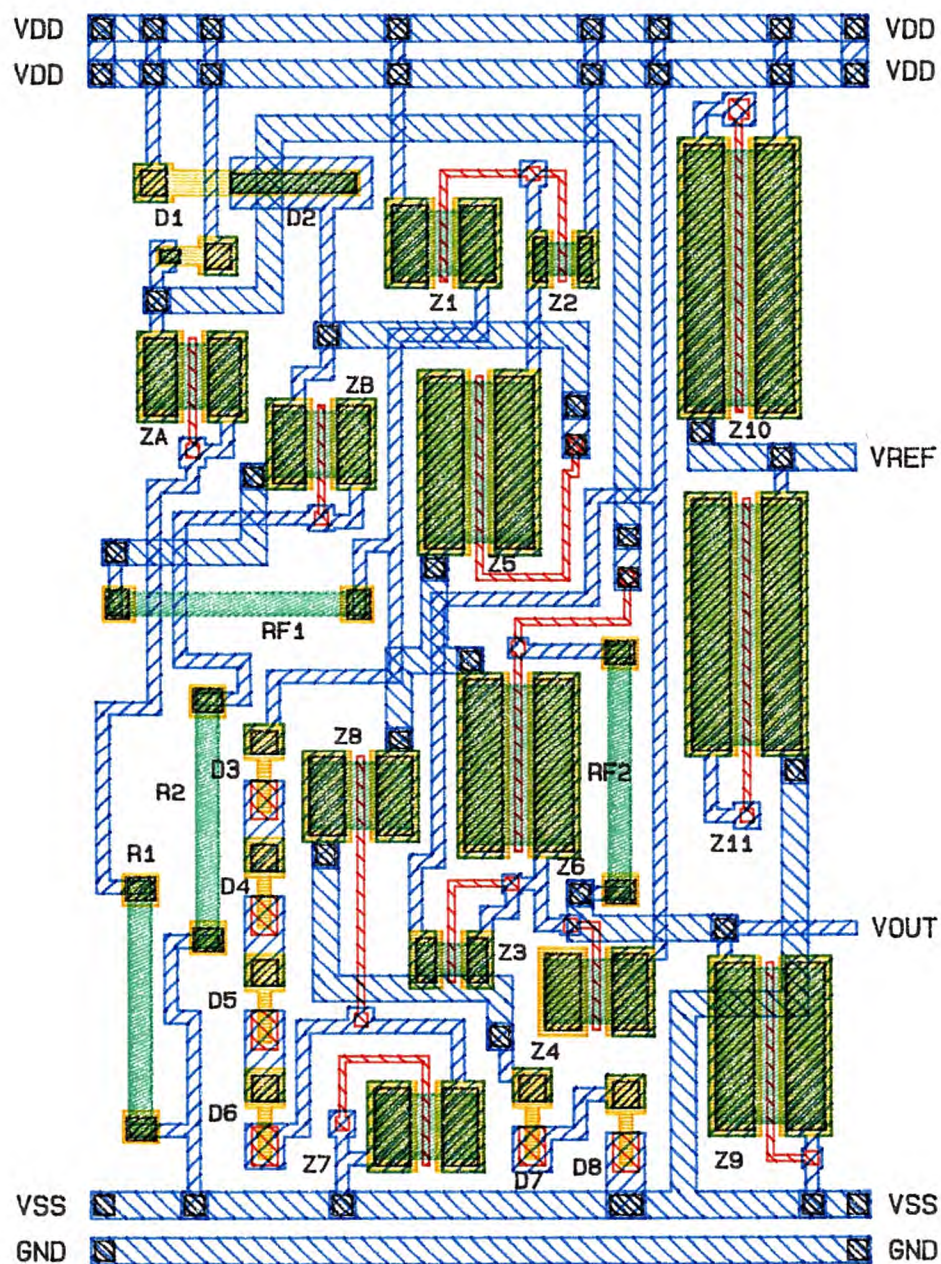 VDD VDD
VDD VDD
D1 D2
Z1 Z2
ZA ZB
Z10
VREF
Z5
RF1
D3 Z8 RF2
R2
Z11
R1 D4 Z6
VOUT
Z3
D5 Z4
D6
Z7 D7 D8 Z9
VSS VSS
GND GND